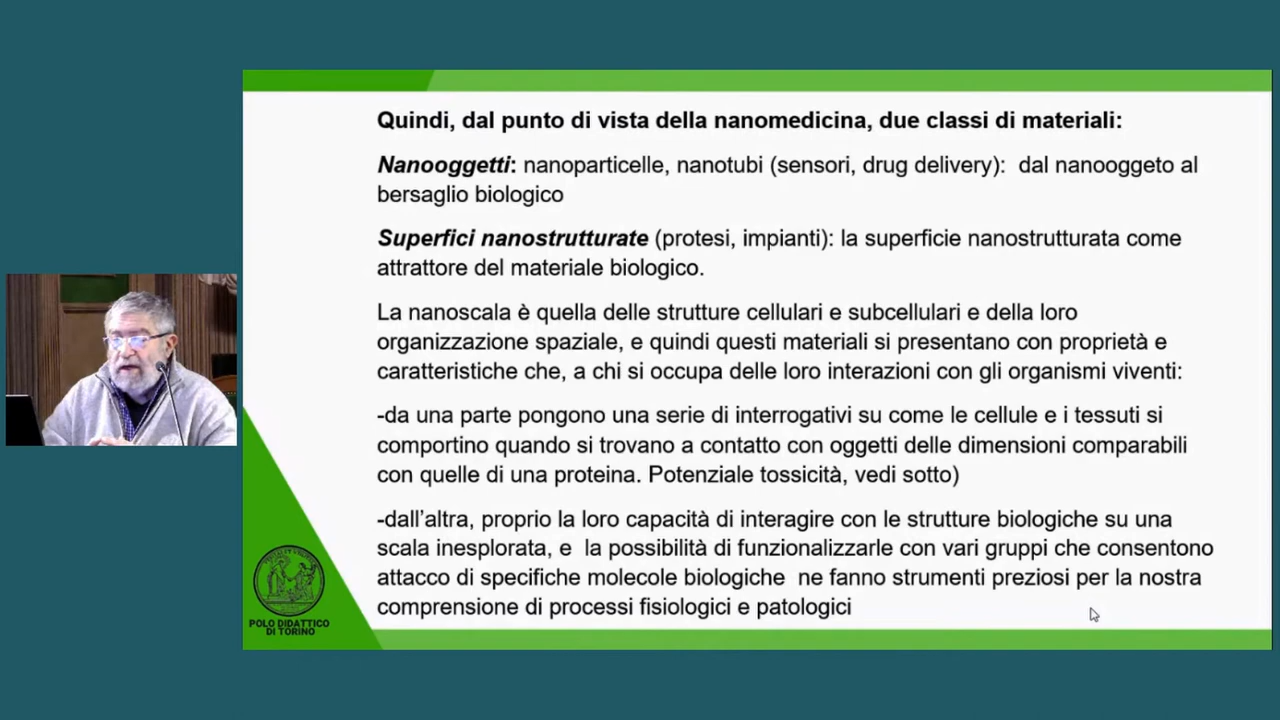 Quindi, dal punto di vista della nanomedicina, due classi di materiali:
Nanooggetti: nanoparticelle, nanotubi (sensori, drug delivery): dal nanooggeto al
bersaglio biologico
Superfici nanostrutturate (protesi, impianti): la superficie nanostrutturata come
attrattore del materiale biologico.
La nanoscala è quella delle strutture cellulari e subcellulari e della loro
organizzazione spaziale, e quindi questi materiali si presentano con proprietà e
caratteristiche che, a chi si occupa delle loro interazioni con gli organismi viventi:
-da una parte pongono una serie di interrogativi su come le cellule e i tessuti si
comportino quando si trovano a contatto con oggetti delle dimensioni comparabili
con quelle di una proteina. Potenziale tossicità, vedi sotto)
-dall'altra, proprio la loro capacità di interagire con le strutture biologiche su una
scala inesplorata, e la possibilità di funzionalizzarle con vari gruppi che consentono
attacco di specifiche molecole biologiche ne fanno strumenti preziosi per la nostra
comprensione di processi fisiologici e patologici
POLO DIDATTICO
DI TORINO